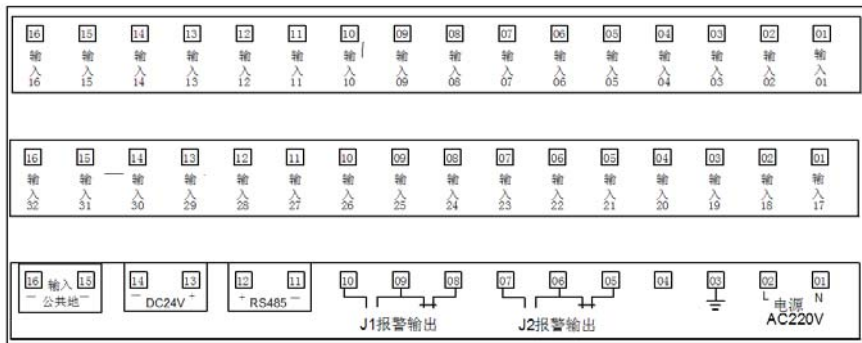 16 15 14 13 12 11 10 09 08 07 06 05 04 03 02 01
输入16 输入15 输入14 输入13 输入12 输入11 输入10 输入09 输入08 输入07 输入06 输入05 输入04 输入03 输入02 输入01
16 15 14 13 12 11 10 09 08 07 06 05 04 03 02 01
输入32 输入31 输入30 输入29 输入28 输入27 输入26 输入25 输入24 输入23 输入22 输入21 输入20 输入19 输入18 输入17
16 输入 15 14 13 12 11 10 09 08 07 06 05 04 03 02 01
— 公共地 — — DC24V + + RS485 — L 电源 N
J1报警输出 J2报警输出 AC220V